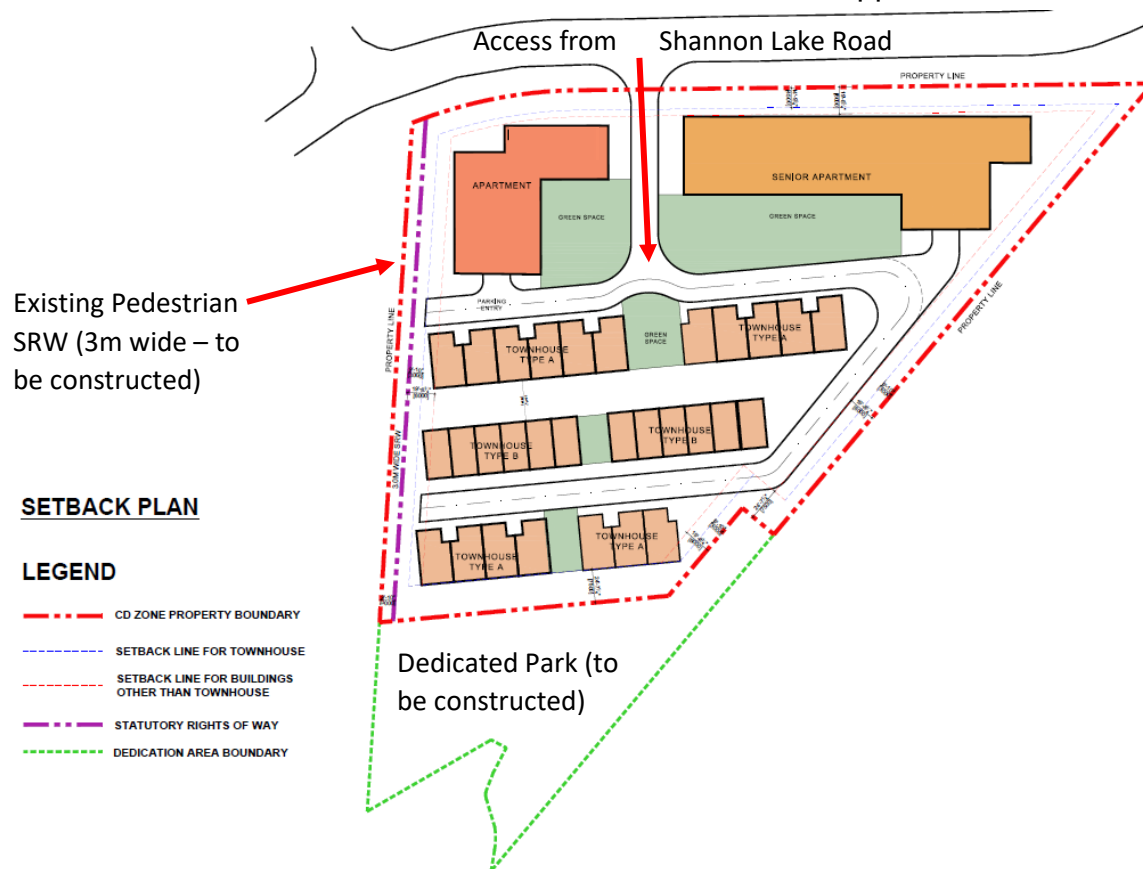 Access from Shannon Lake Road
PROPERTY LINE
APARTMENT
SENIOR APARTMENT
GREEN SPACE
GREEN SPACE
Existing Pedestrian
SRW (3m wide – to
be constructed)
PARKING
ENTRY
PROPERTY LINE
PROPERTY LINE
GREEN
SPACE
TOWNHOUSE
TYPE A
TOWNHOUSE
TYPE A
TOWNHOUSE
TYPE B
TOWNHOUSE
TYPE B
3.0M WIDE SRW
TOWNHOUSE
TYPE A
TOWNHOUSE
TYPE A
Dedicated Park (to
be constructed)
SETBACK PLAN
LEGEND
CD ZONE PROPERTY BOUNDARY
SETBACK LINE FOR TOWNHOUSE
SETBACK LINE FOR BUILDINGS
OTHER THAN TOWNHOUSE
STATUTORY RIGHTS OF WAY
DEDICATION AREA BOUNDARY